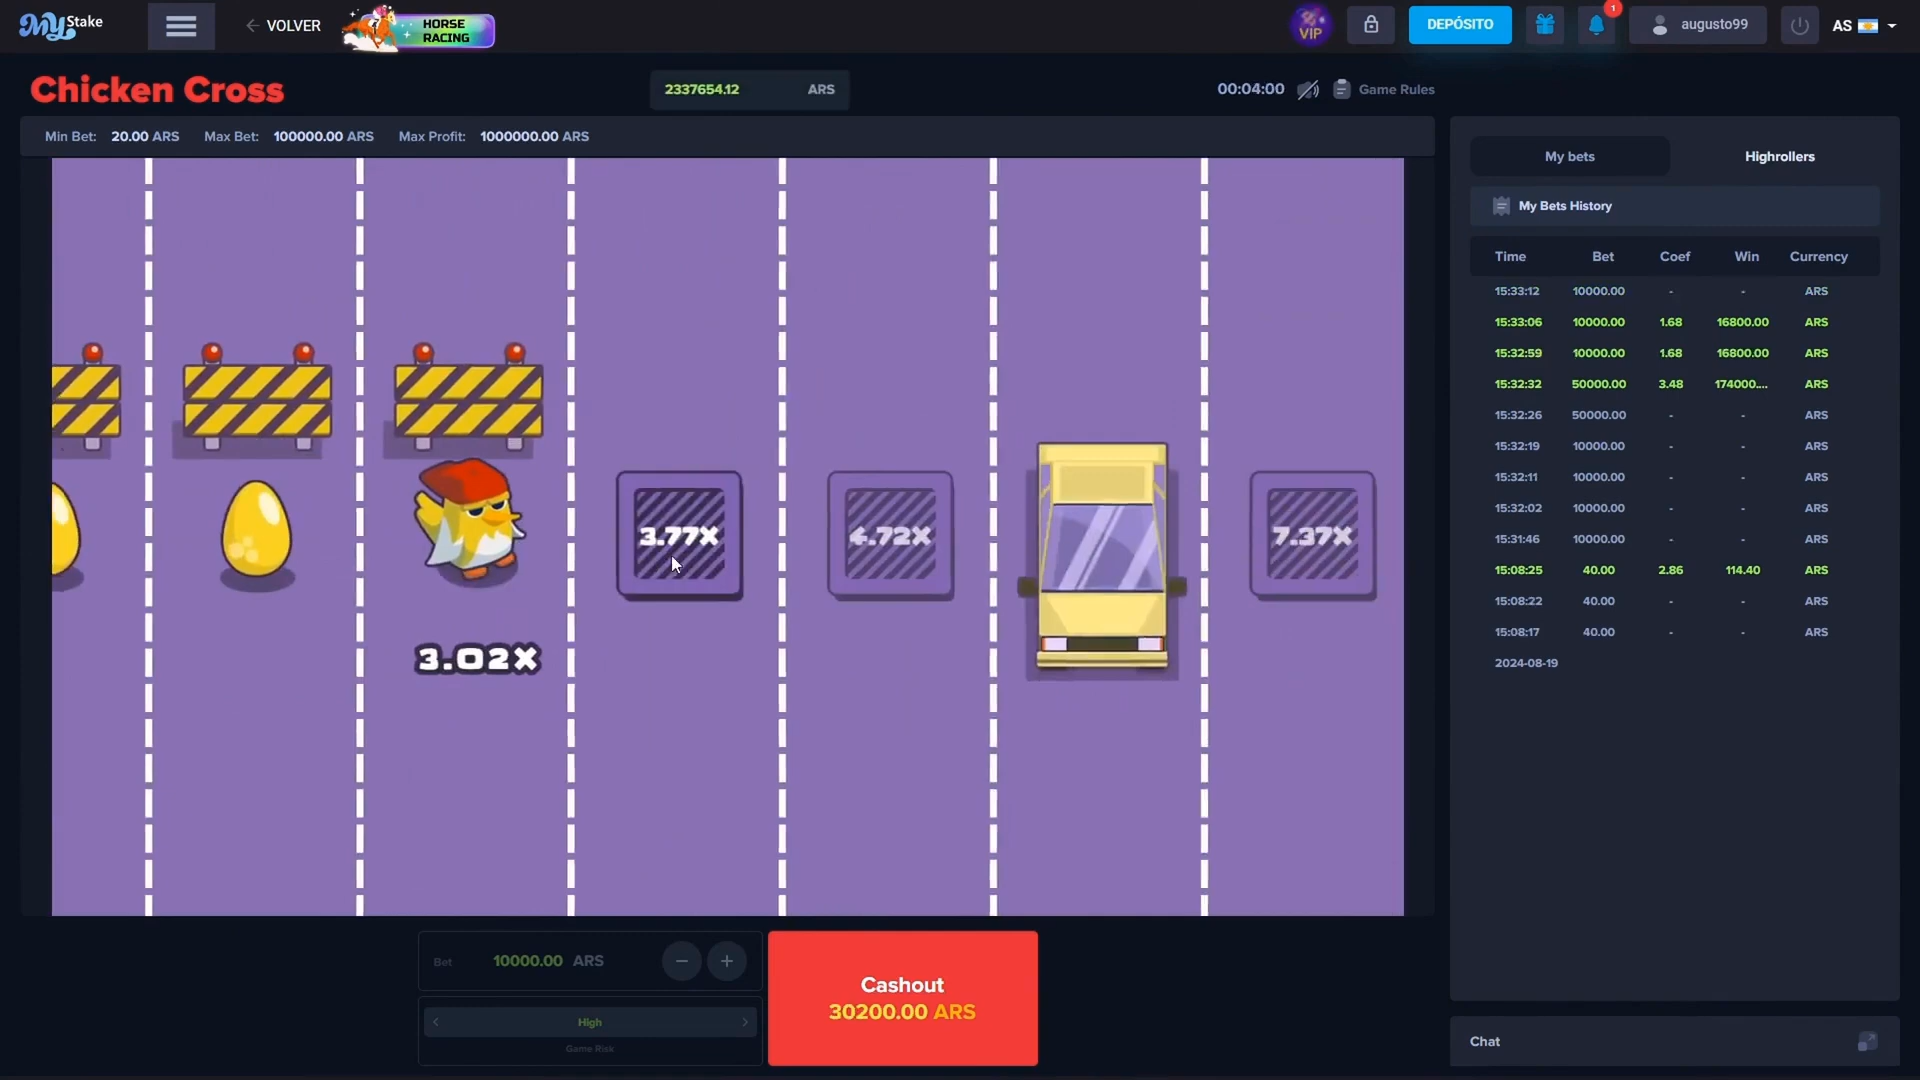 MyStake
VOLVER
HORSE
RACING
VIP
DEPÓSITO
1
augusto99
AS
Chicken Cross
2337654.12 ARS
00:04:00
Game Rules
Min Bet: 20.00 ARS Max Bet: 100000.00 ARS Max Profit: 1000000.00 ARS
3.77X
4.72X
7.37X
3.02X
Bet 10000.00 ARS − +
< High >
Game Risk
Cashout
30200.00 ARS
My bets Highrollers
My Bets History
Time Bet Coef Win Currency
15:33:12 10000.00 - - ARS
15:33:06 10000.00 1.68 16800.00 ARS
15:32:59 10000.00 1.68 16800.00 ARS
15:32:32 50000.00 3.48 174000.... ARS
15:32:26 50000.00 - - ARS
15:32:19 10000.00 - - ARS
15:32:11 10000.00 - - ARS
15:32:02 10000.00 - - ARS
15:31:46 10000.00 - - ARS
15:08:25 40.00 2.86 114.40 ARS
15:08:22 40.00 - - ARS
15:08:17 40.00 - - ARS
2024-08-19
Chat